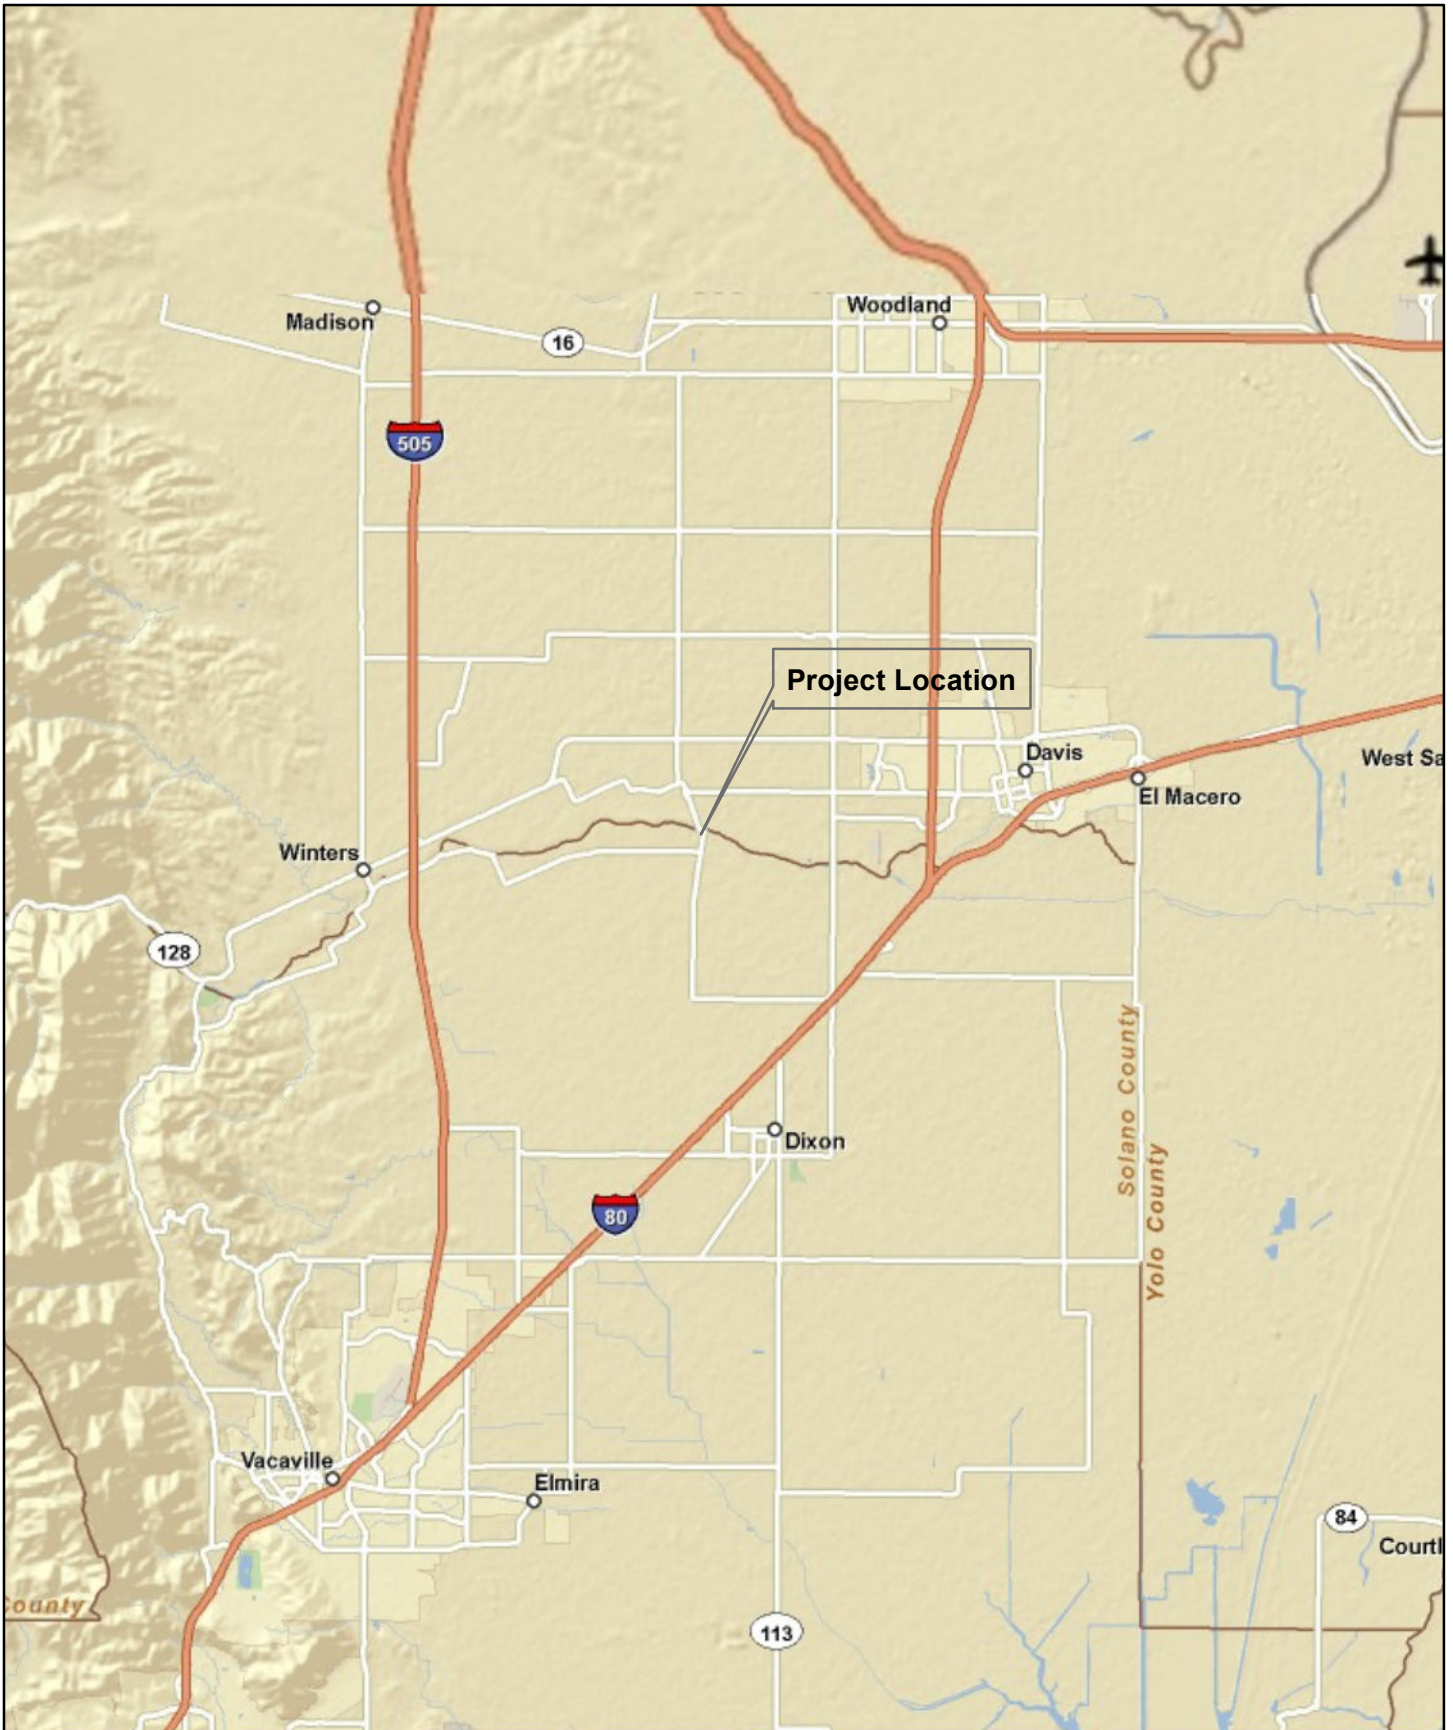 Madison
Woodland
16
505
Project Location
Davis
West Sa
El Macero
Winters
128
Solano County
Yolo County
Dixon
80
Vacaville
Elmira
84
Courtl
County
113